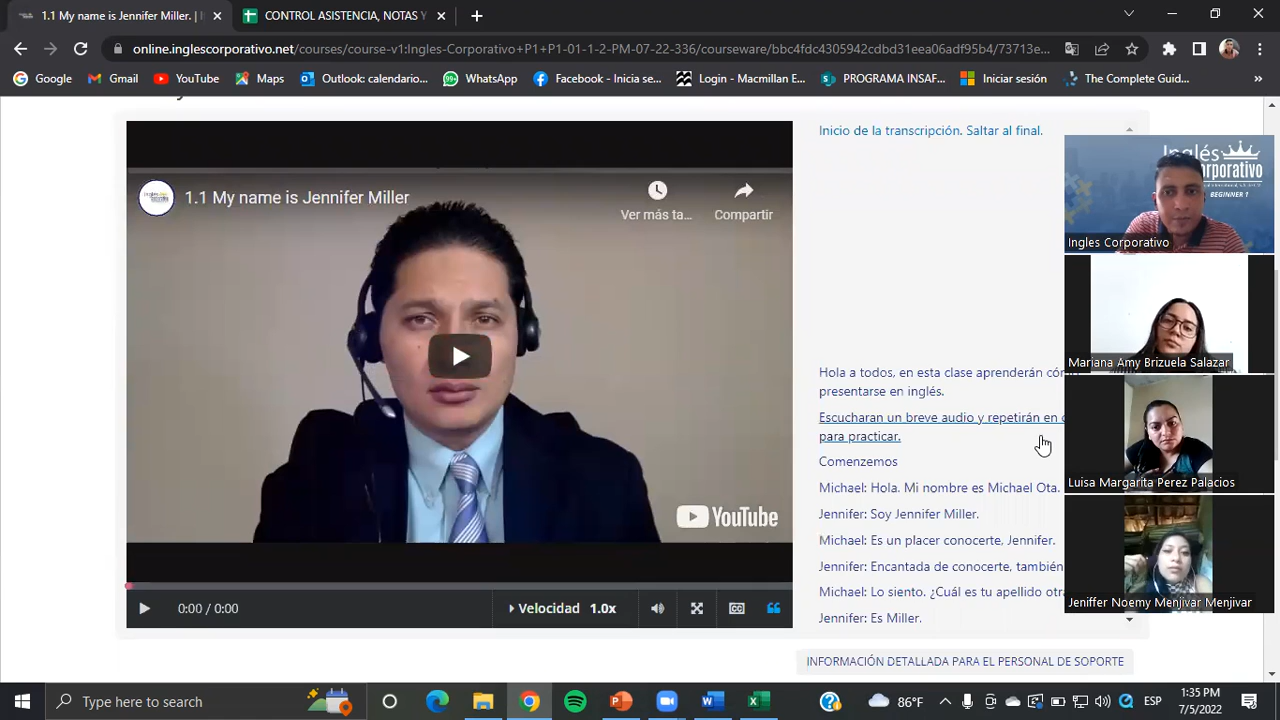 1.1 My name is Jennifer Miller. |
CONTROL ASISTENCIA, NOTAS Y
online.inglescorporativo.net/courses/course-v1:Ingles-Corporativo+P1+P1-01-1-2-PM-07-22-336/courseware/bbc4fdc4305942cdbd31eea06adf95b4/73713e...
Google
Gmail
YouTube
Maps
Outlook: calendario...
WhatsApp
Facebook - Inicia se...
Login - Macmillan E...
PROGRAMA INSAF...
Iniciar sesión
The Complete Guid...
»
1.1 My name is Jennifer Miller
Ver más ta...
Compartir
YouTube
0:00 / 0:00
Velocidad 1.0x
Inicio de la transcripción. Saltar al final.
Hola a todos, en esta clase aprenderán cómo
presentarse en inglés.
Escucharan un breve audio y repetirán en
para practicar.
Comenzemos
Michael: Hola. Mi nombre es Michael Ota.
Jennifer: Soy Jennifer Miller.
Michael: Es un placer conocerte, Jennifer.
Jennifer: Encantada de conocerte, también
Michael: Lo siento. ¿Cuál es tu apellido
Jennifer: Es Miller.
INFORMACIÓN DETALLADA PARA EL PERSONAL DE SOPORTE
Inglés
BEGINNER 1
Ingles Corporativo
Mariana Amy Brizuela Salazar
Luisa Margarita Perez Palacios
Jeniffer Noemy Menjivar Menjivar
Type here to search
86°F
ESP
1:35 PM
7/5/2022